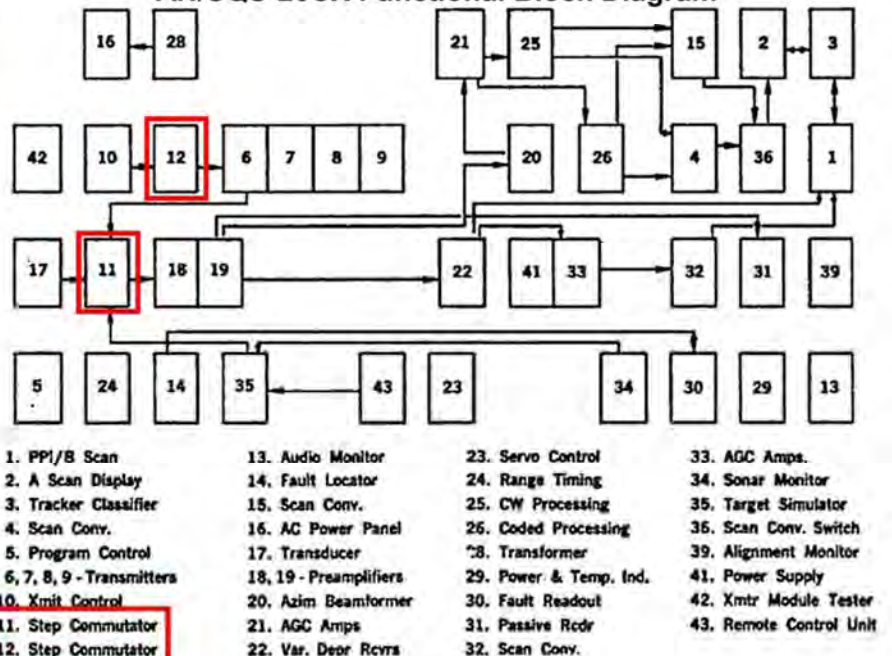 Functional Block Diagram
16 28 21 25 15 2 3
42 10 12 6 7 8 9 20 26 4 36 1
17 11 18 19 22 41 33 32 31 39
5 24 14 35 43 23 34 30 29 13
1. PPI/B Scan
2. A Scan Display
3. Tracker Classifier
4. Scan Conv.
5. Program Control
6, 7, 8, 9 - Transmitters
10. Xmit Control
11. Step Commutator
12. Step Commutator
13. Audio Monitor
14. Fault Locator
15. Scan Conv.
16. AC Power Panel
17. Transducer
18, 19 - Preamplifiers
20. Azim Beamformer
21. AGC Amps
22. Var. Depr Rcvrs
23. Servo Control
24. Range Timing
25. CW Processing
26. Coded Processing
28. Transformer
29. Power & Temp. Ind.
30. Fault Readout
31. Passive Rcdr
32. Scan Conv.
33. AGC Amps.
34. Sonar Monitor
35. Target Simulator
36. Scan Conv. Switch
39. Alignment Monitor
41. Power Supply
42. Xmtr Module Tester
43. Remote Control Unit